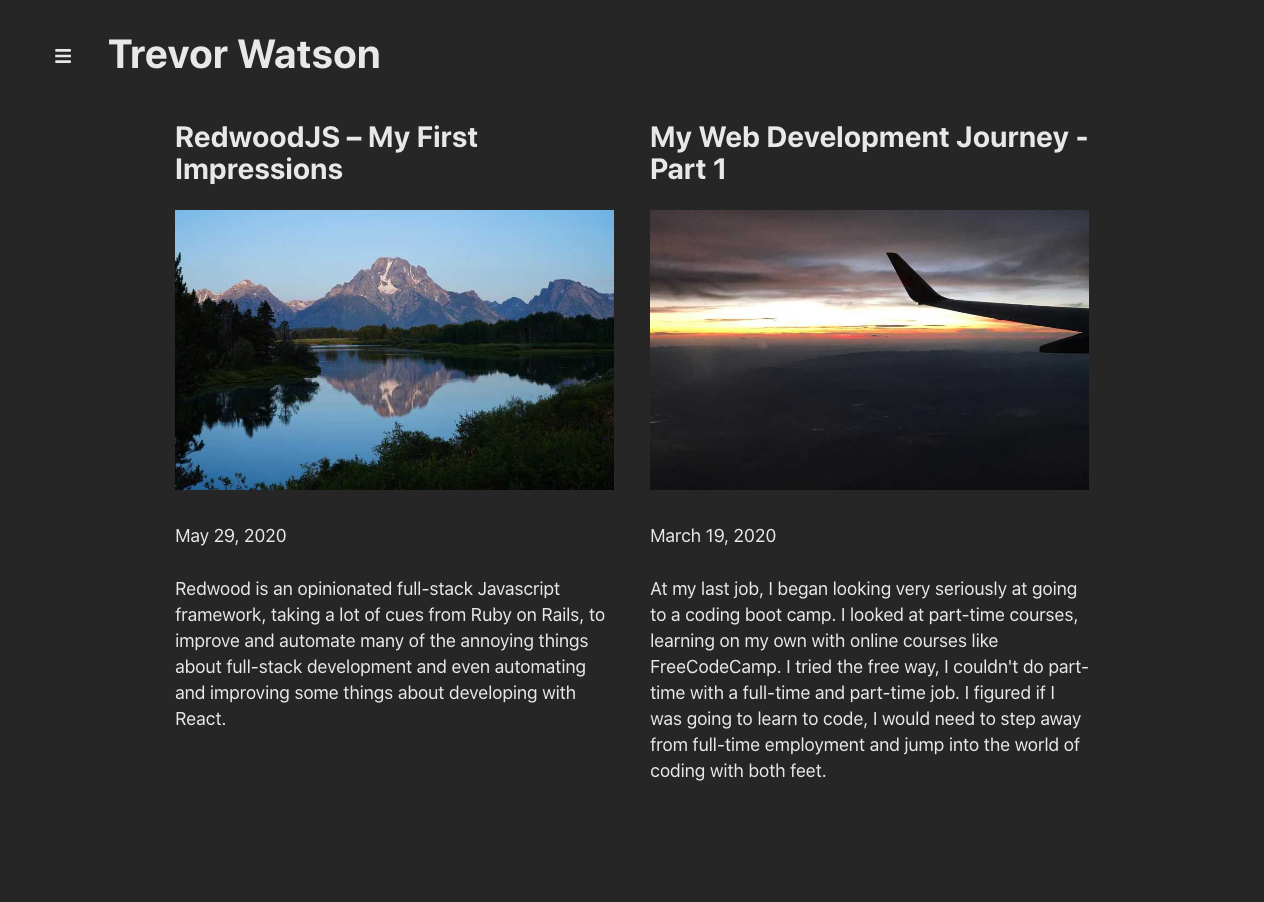 Trevor Watson
RedwoodJS – My First
Impressions
May 29, 2020
Redwood is an opinionated full-stack Javascript
framework, taking a lot of cues from Ruby on Rails, to
improve and automate many of the annoying things
about full-stack development and even automating
and improving some things about developing with
React.
My Web Development Journey -
Part 1
March 19, 2020
At my last job, I began looking very seriously at going
to a coding boot camp. I looked at part-time courses,
learning on my own with online courses like
FreeCodeCamp. I tried the free way, I couldn't do part-
time with a full-time and part-time job. I figured if I
was going to learn to code, I would need to step away
from full-time employment and jump into the world of
coding with both feet.